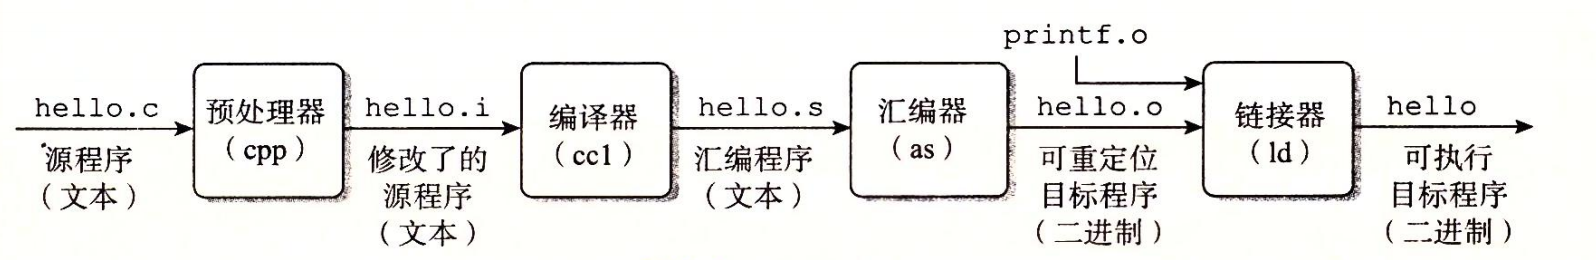 printf.o
hello.c
预处理器
(cpp)
hello.i
编译器
(cc1)
hello.s
汇编器
(as)
hello.o
链接器
(ld)
hello
源程序
(文本)
修改了的
源程序
(文本)
汇编程序
(文本)
可重定位
目标程序
(二进制)
可执行
目标程序
(二进制)